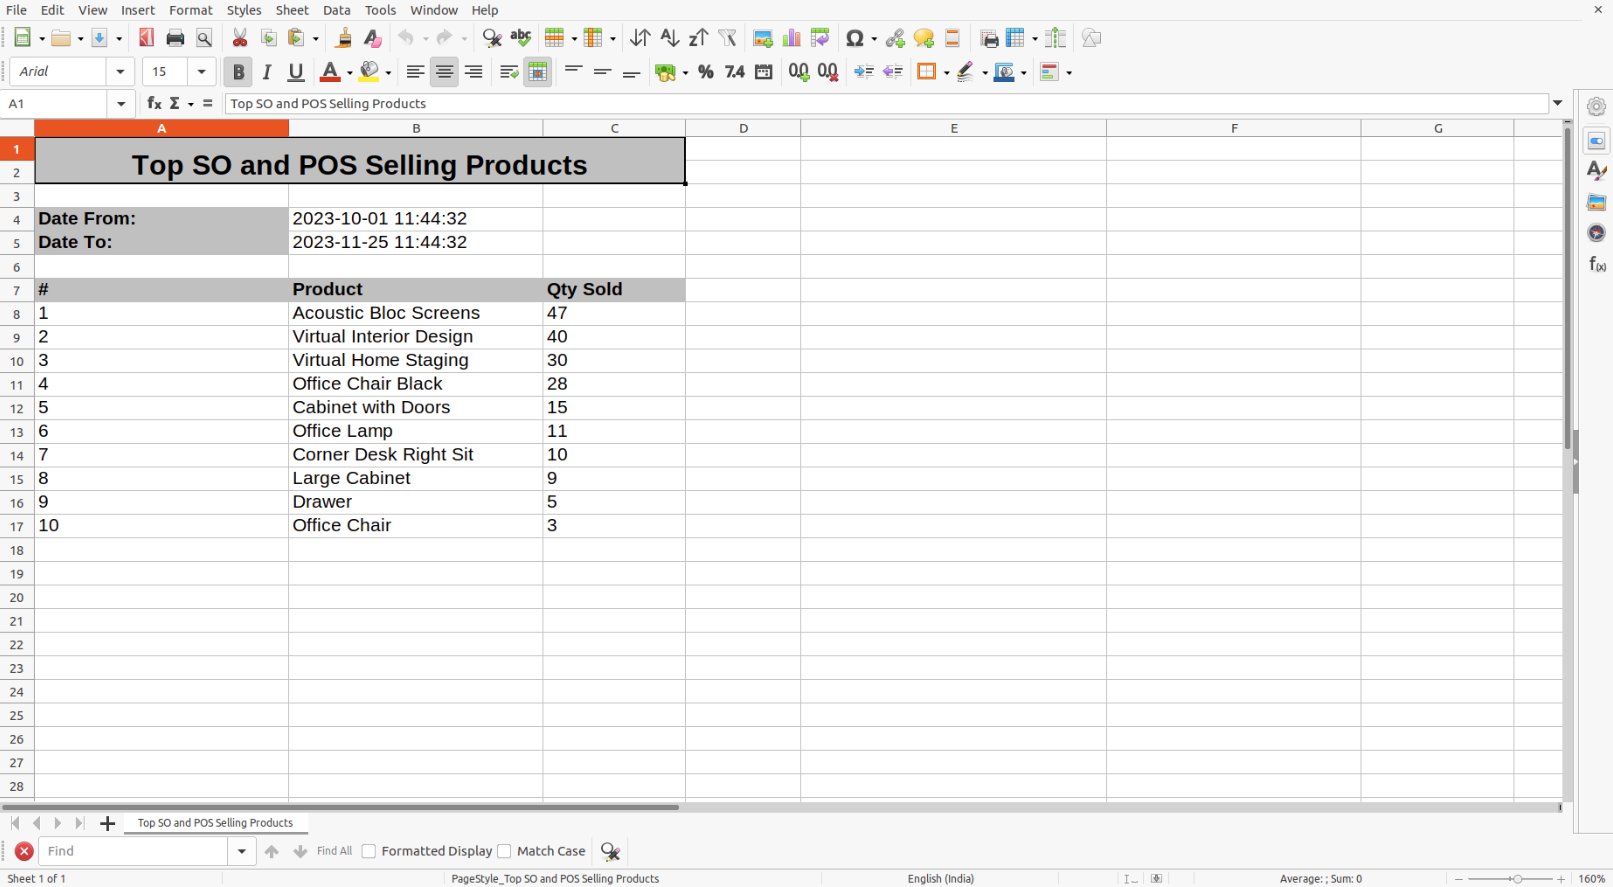 File Edit View Insert Format Styles Sheet Data Tools Window Help
Arial 15 B I U A % 7.4 0.0 0.0
A1 fx Σ = Top SO and POS Selling Products
A B C D E F G
1 Top SO and POS Selling Products
2
3
4 Date From: 2023-10-01 11:44:32
5 Date To: 2023-11-25 11:44:32
6
7 # Product Qty Sold
8 1 Acoustic Bloc Screens 47
9 2 Virtual Interior Design 40
10 3 Virtual Home Staging 30
11 4 Office Chair Black 28
12 5 Cabinet with Doors 15
13 6 Office Lamp 11
14 7 Corner Desk Right Sit 10
15 8 Large Cabinet 9
16 9 Drawer 5
17 10 Office Chair 3
18
19
20
21
22
23
24
25
26
27
28
Top SO and POS Selling Products
Find Find All Formatted Display Match Case
Sheet 1 of 1 PageStyle_Top SO and POS Selling Products English (India) Average: ; Sum: 0 160%